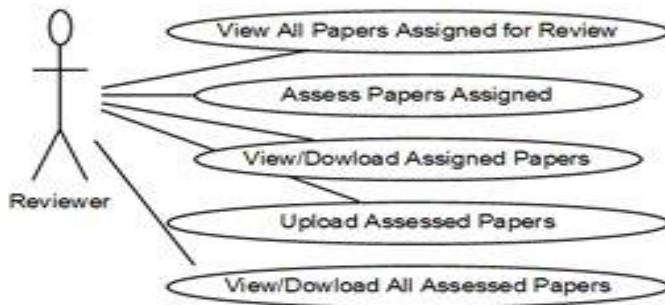 View All Papers Assigned for Review
Assess Papers Assigned
View/Dowload Assigned Papers
Reviewer
Upload Assessed Papers
View/Dowload All Assessed Papers